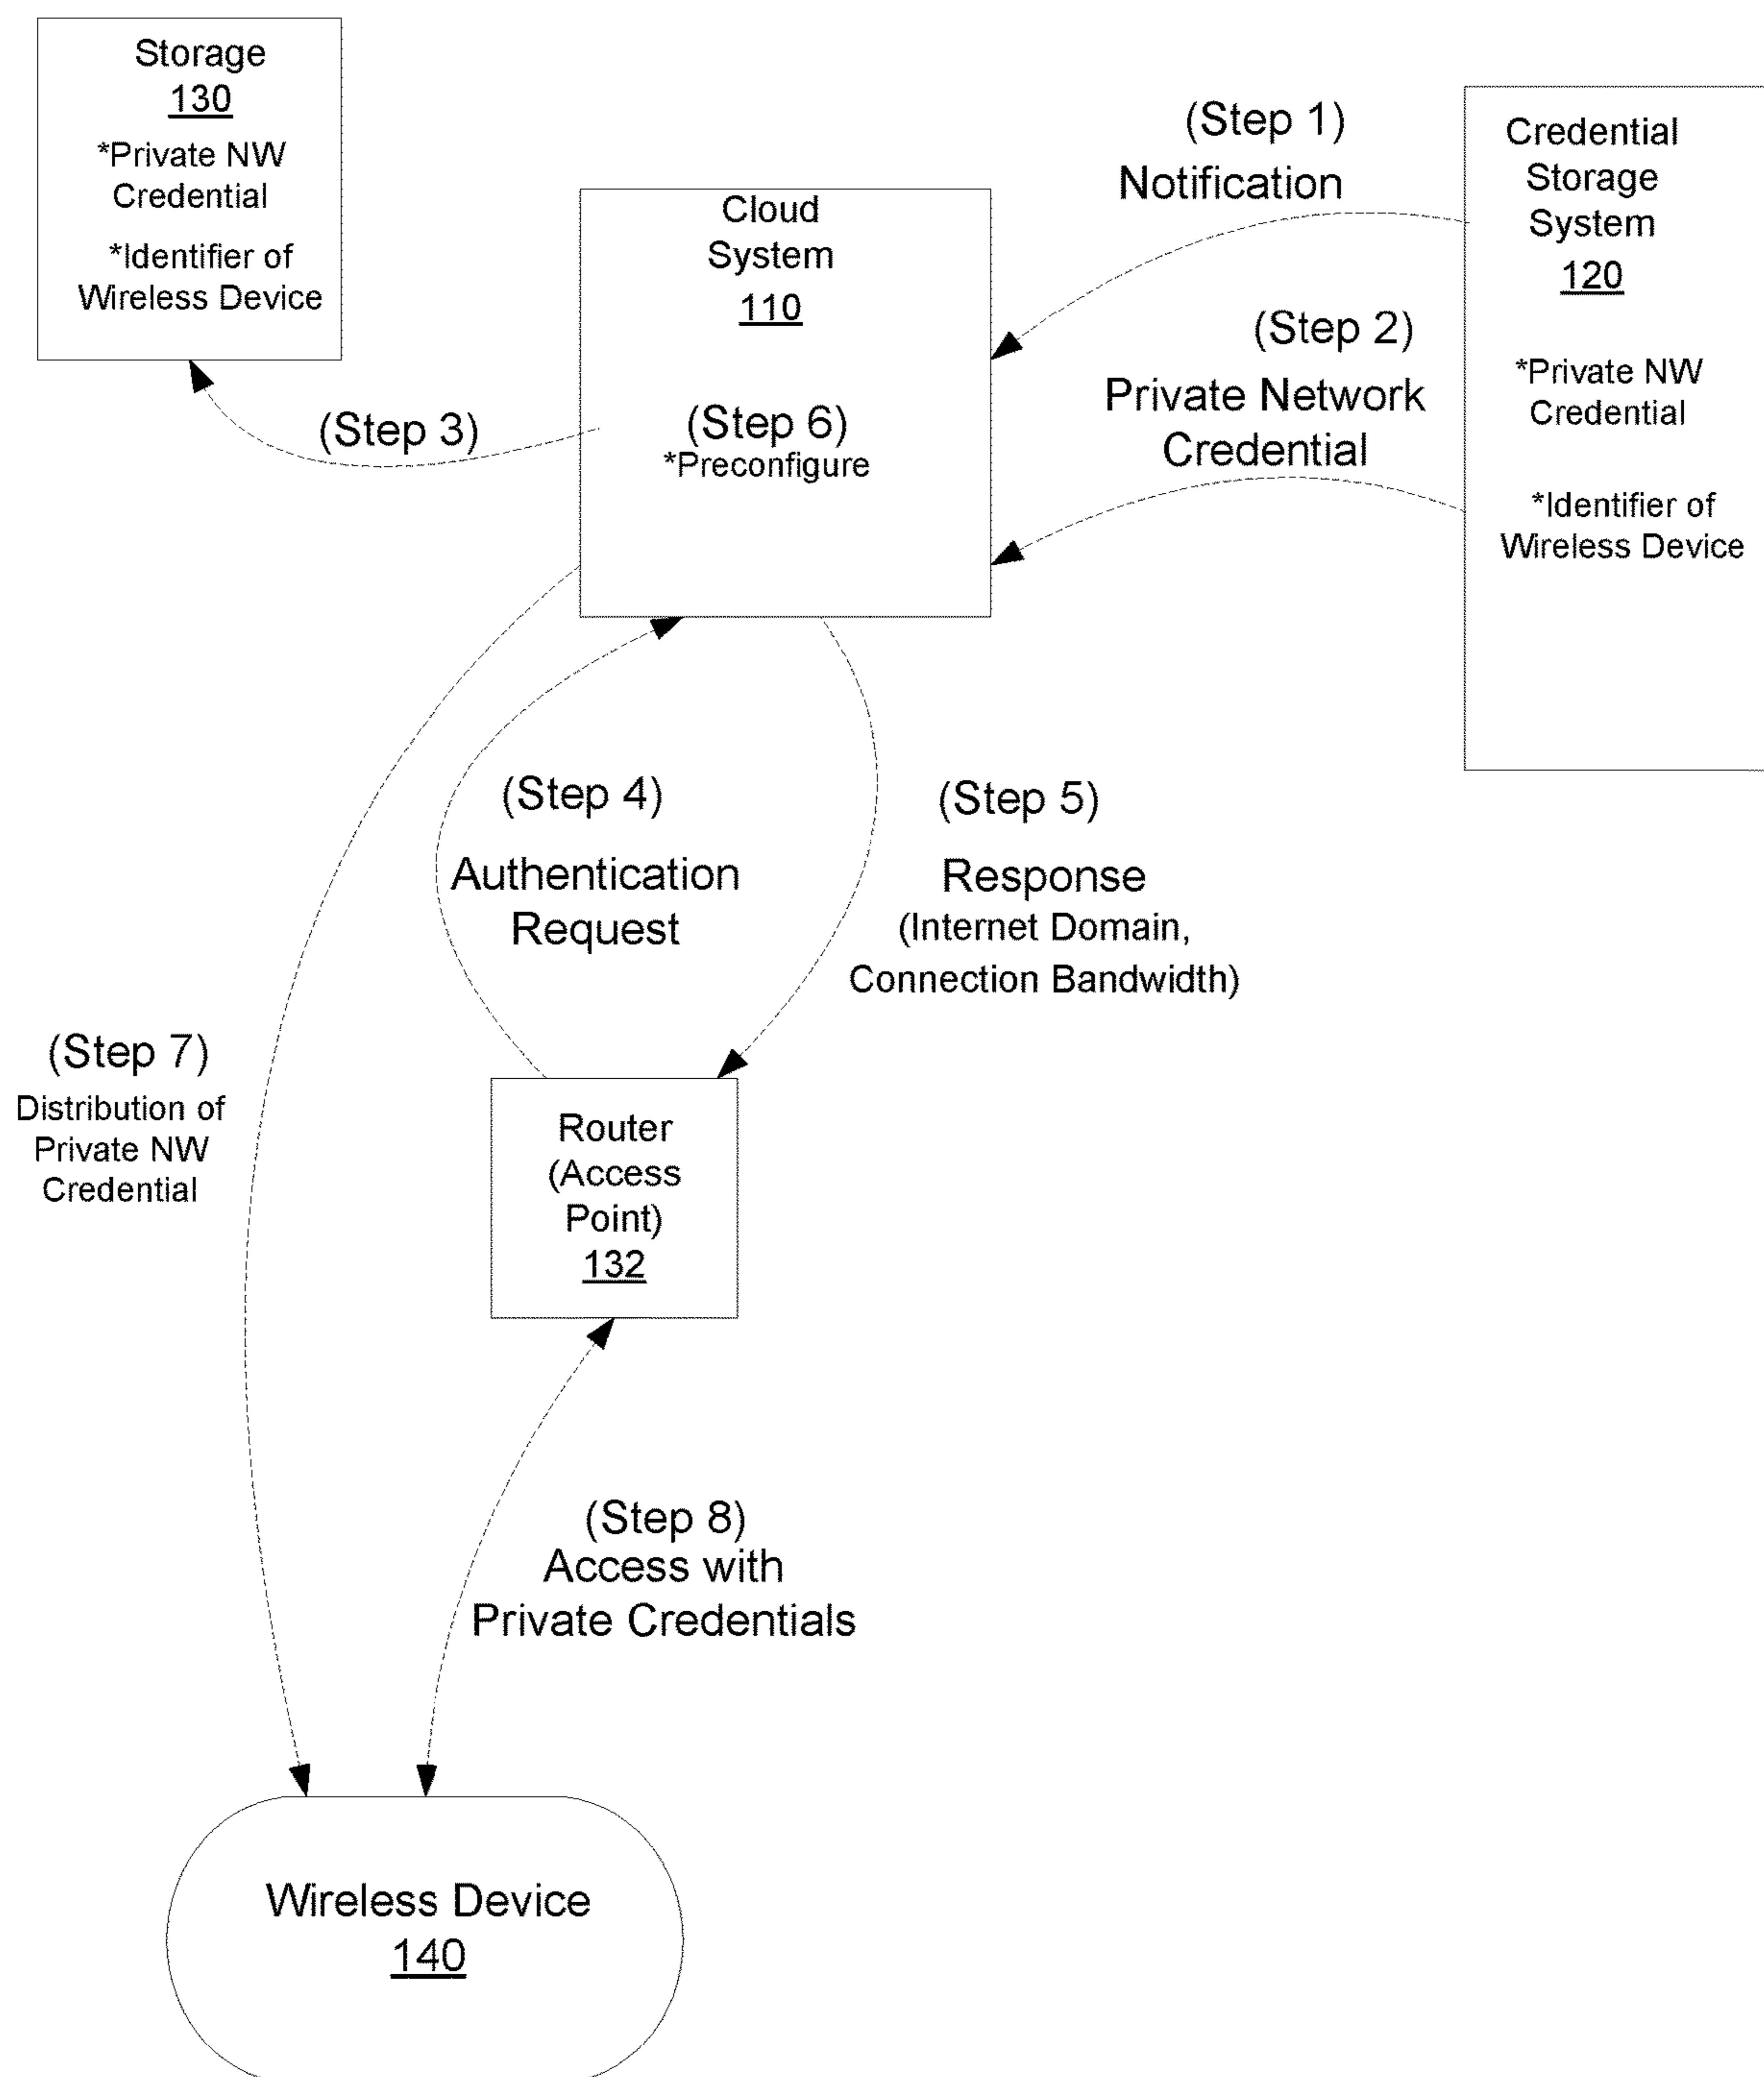 Storage
130
*Private NW
Credential
*Identifier of
Wireless Device
(Step 3)
Cloud
System
110
(Step 6)
*Preconfigure
(Step 1)
Notification
(Step 2)
Private Network
Credential
Credential
Storage
System
120
*Private NW
Credential
*Identifier of
Wireless Device
(Step 4)
Authentication
Request
(Step 5)
Response
(Internet Domain,
Connection Bandwidth)
(Step 7)
Distribution of
Private NW
Credential
Router
(Access
Point)
132
(Step 8)
Access with
Private Credentials
Wireless Device
140